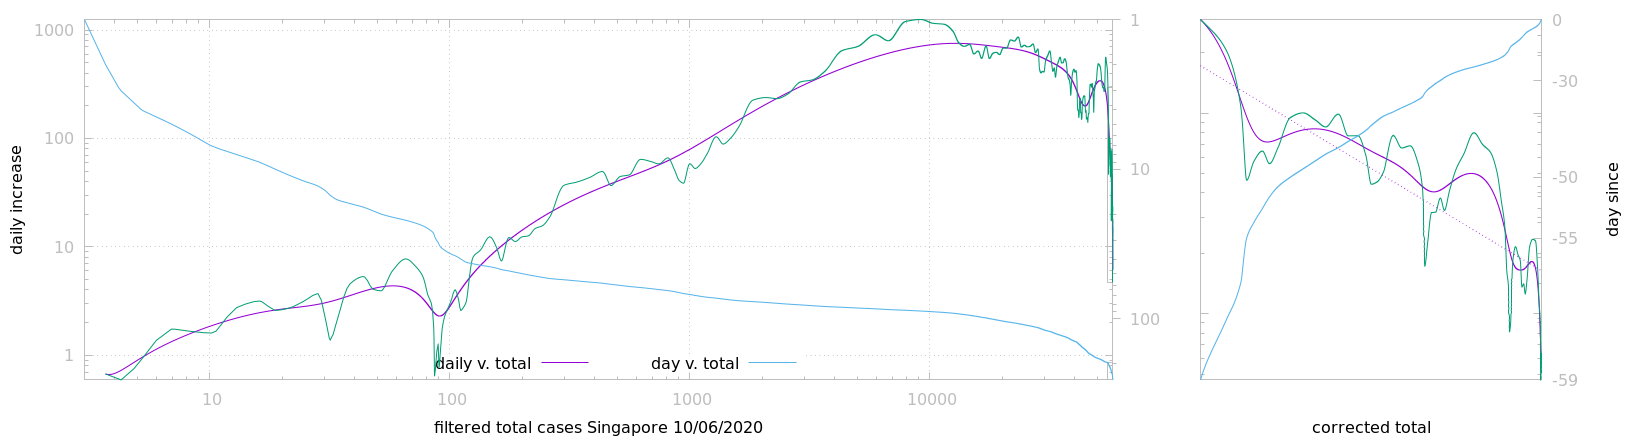 1000
100
10
1
daily increase
10
100
1000
10000
filtered total cases Singapore 10/06/2020
daily v. total
day v. total
1
10
100
0
-30
-50
-55
-59
day since
corrected total